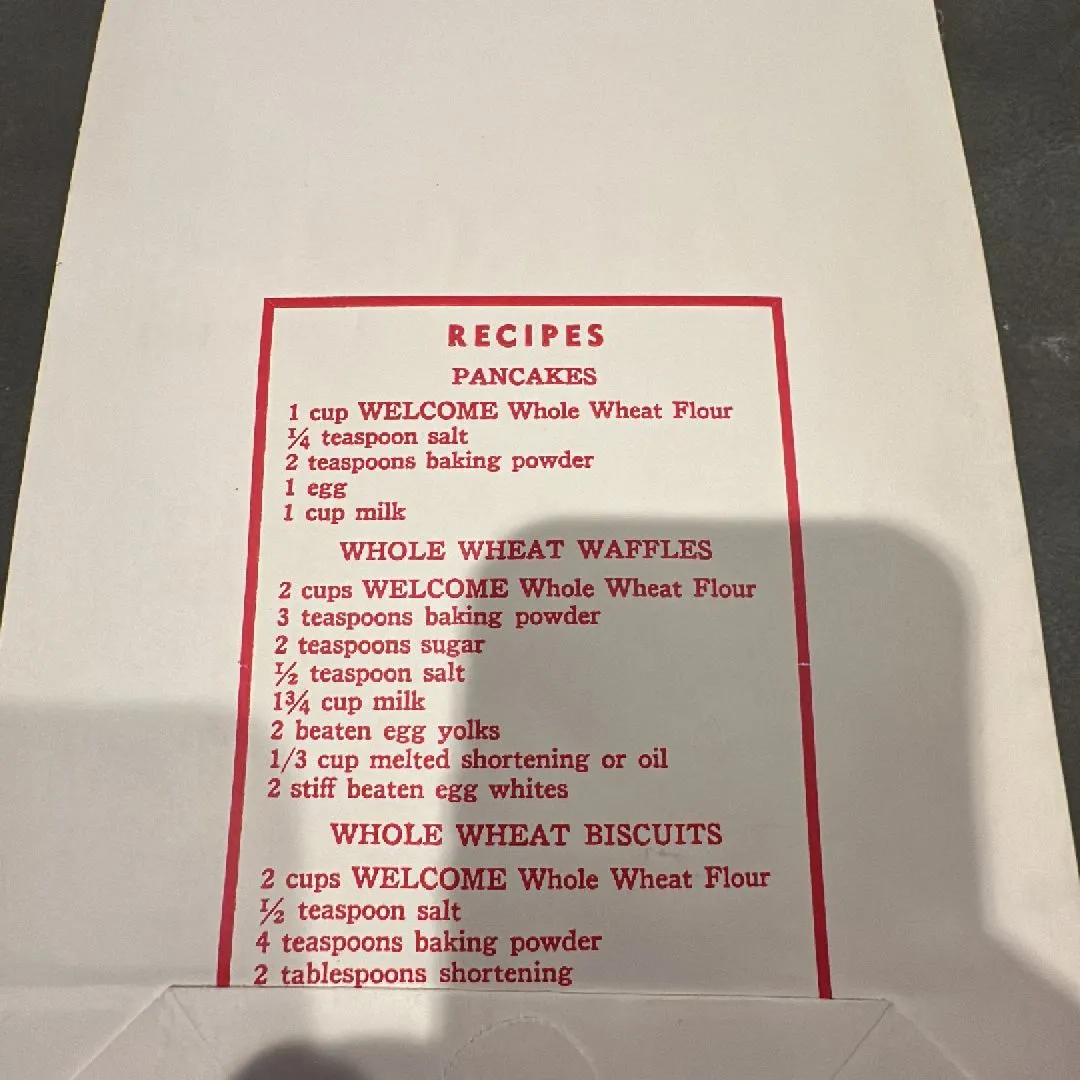 RECIPES
PANCAKES
1 cup WELCOME Whole Wheat Flour
¼ teaspoon salt
2 teaspoons baking powder
1 egg
1 cup milk
WHOLE WHEAT WAFFLES
2 cups WELCOME Whole Wheat Flour
3 teaspoons baking powder
2 teaspoons sugar
½ teaspoon salt
1¾ cup milk
2 beaten egg yolks
1/3 cup melted shortening or oil
2 stiff beaten egg whites
WHOLE WHEAT BISCUITS
2 cups WELCOME Whole Wheat Flour
½ teaspoon salt
4 teaspoons baking powder
2 tablespoons shortening